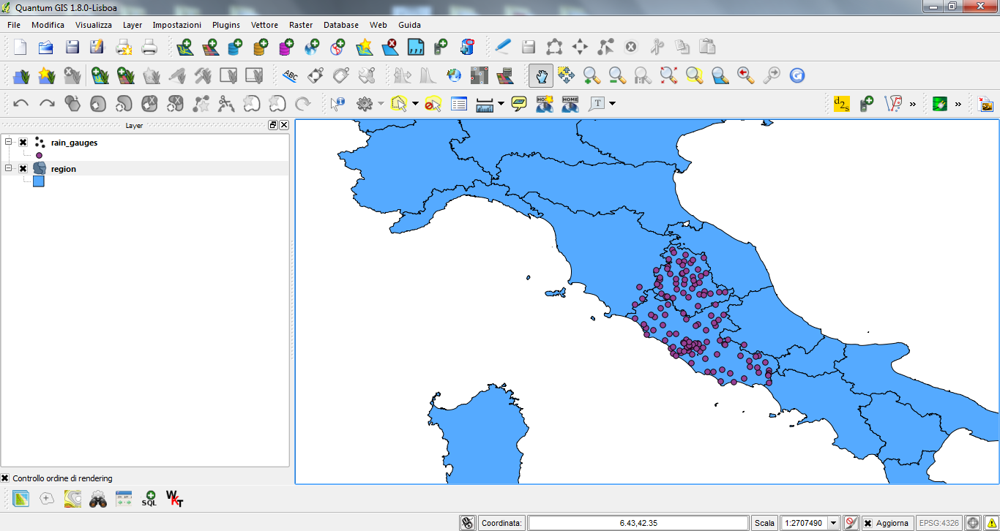 Quantum GIS 1.8.0-Lisboa
File Modifica Visualizza Layer Impostazioni Plugins Vettore Raster Database Web Guida
ABC
HOME
T
d2s
»
»
Layer
rain_gauges
region
Controllo ordine di rendering
SQL
WKT
Coordinata: 6.43,42.35 Scala 1:2707490 Aggiorna EPSG:4326